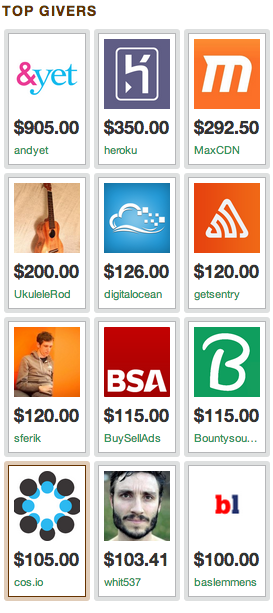 TOP GIVERS
&yet
$905.00
andyet
$350.00
heroku
m
$292.50
MaxCDN
$200.00
UkuleleRod
$126.00
digitalocean
$120.00
getsentry
$120.00
sferik
BSA
$115.00
BuySellAds
B
$115.00
Bountysou...
$105.00
cos.io
$103.41
whit537
bl
$100.00
baslemmens